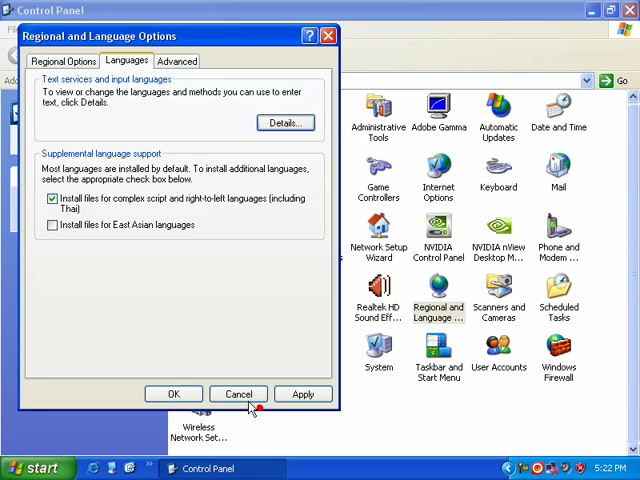 Control Panel
Regional and Language Options
Regional Options
Languages
Advanced
Text services and input languages
To view or change the languages and methods you can use to enter
text, click Details.
Details...
Supplemental language support
Most languages are installed by default. To install additional languages,
select the appropriate check box below.
Install files for complex script and right-to-left languages (including
Thai)
Install files for East Asian languages
OK
Cancel
Apply
Go
Administrative
Tools
Adobe Gamma
Automatic
Updates
Date and Time
Game
Controllers
Internet
Options
Keyboard
Mail
Network Setup
Wizard
NVIDIA
Control Panel
NVIDIA nView
Desktop M...
Phone and
Modem ...
Realtek HD
Sound Eff...
Regional and
Language ...
Scanners and
Cameras
Scheduled
Tasks
System
Taskbar and
Start Menu
User Accounts
Windows
Firewall
Wireless
Network Set...
start
Control Panel
5:22 PM